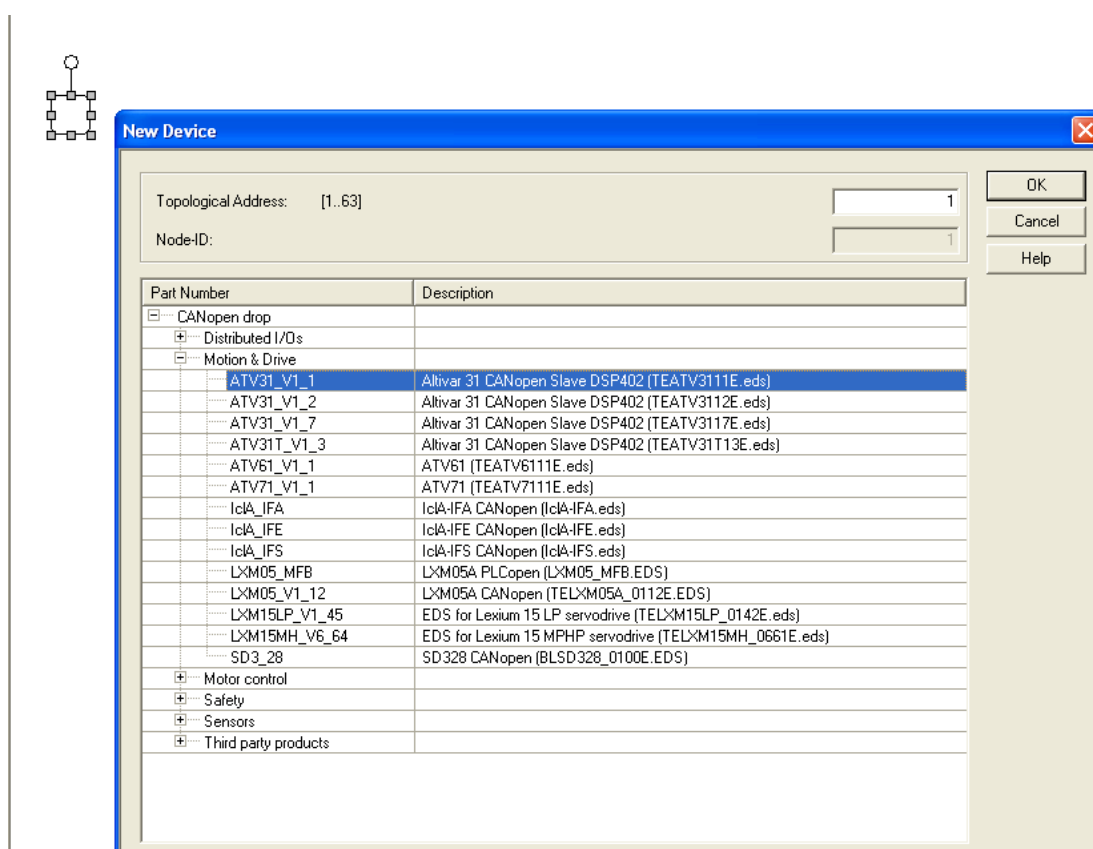 New Device
Topological Address: [1..63] 1
OK
Cancel
Node-ID: 1
Help
Part Number Description
CANopen drop
Distributed I/Os
Motion & Drive
ATV31_V1_1 Altivar 31 CANopen Slave DSP402 (TEATV3111E.eds)
ATV31_V1_2 Altivar 31 CANopen Slave DSP402 (TEATV3112E.eds)
ATV31_V1_7 Altivar 31 CANopen Slave DSP402 (TEATV3117E.eds)
ATV31T_V1_3 Altivar 31 CANopen Slave DSP402 (TEATV31T13E.eds)
ATV61_V1_1 ATV61 (TEATV6111E.eds)
ATV71_V1_1 ATV71 (TEATV7111E.eds)
IclA_IFA IclA-IFA CANopen (IclA-IFA.eds)
IclA_IFE IclA-IFE CANopen (IclA-IFE.eds)
IclA_IFS IclA-IFS CANopen (IclA-IFS.eds)
LXM05_MFB LXM05A PLCopen (LXM05_MFB.EDS)
LXM05_V1_12 LXM05A CANopen (TELXM05A_0112E.EDS)
LXM15LP_V1_45 EDS for Lexium 15 LP servodrive (TELXM15LP_0142E.eds)
LXM15MH_V6_64 EDS for Lexium 15 MPHP servodrive (TELXM15MH_0661E.eds)
SD3_28 SD328 CANopen (BLSD328_0100E.EDS)
Motor control
Safety
Sensors
Third party products